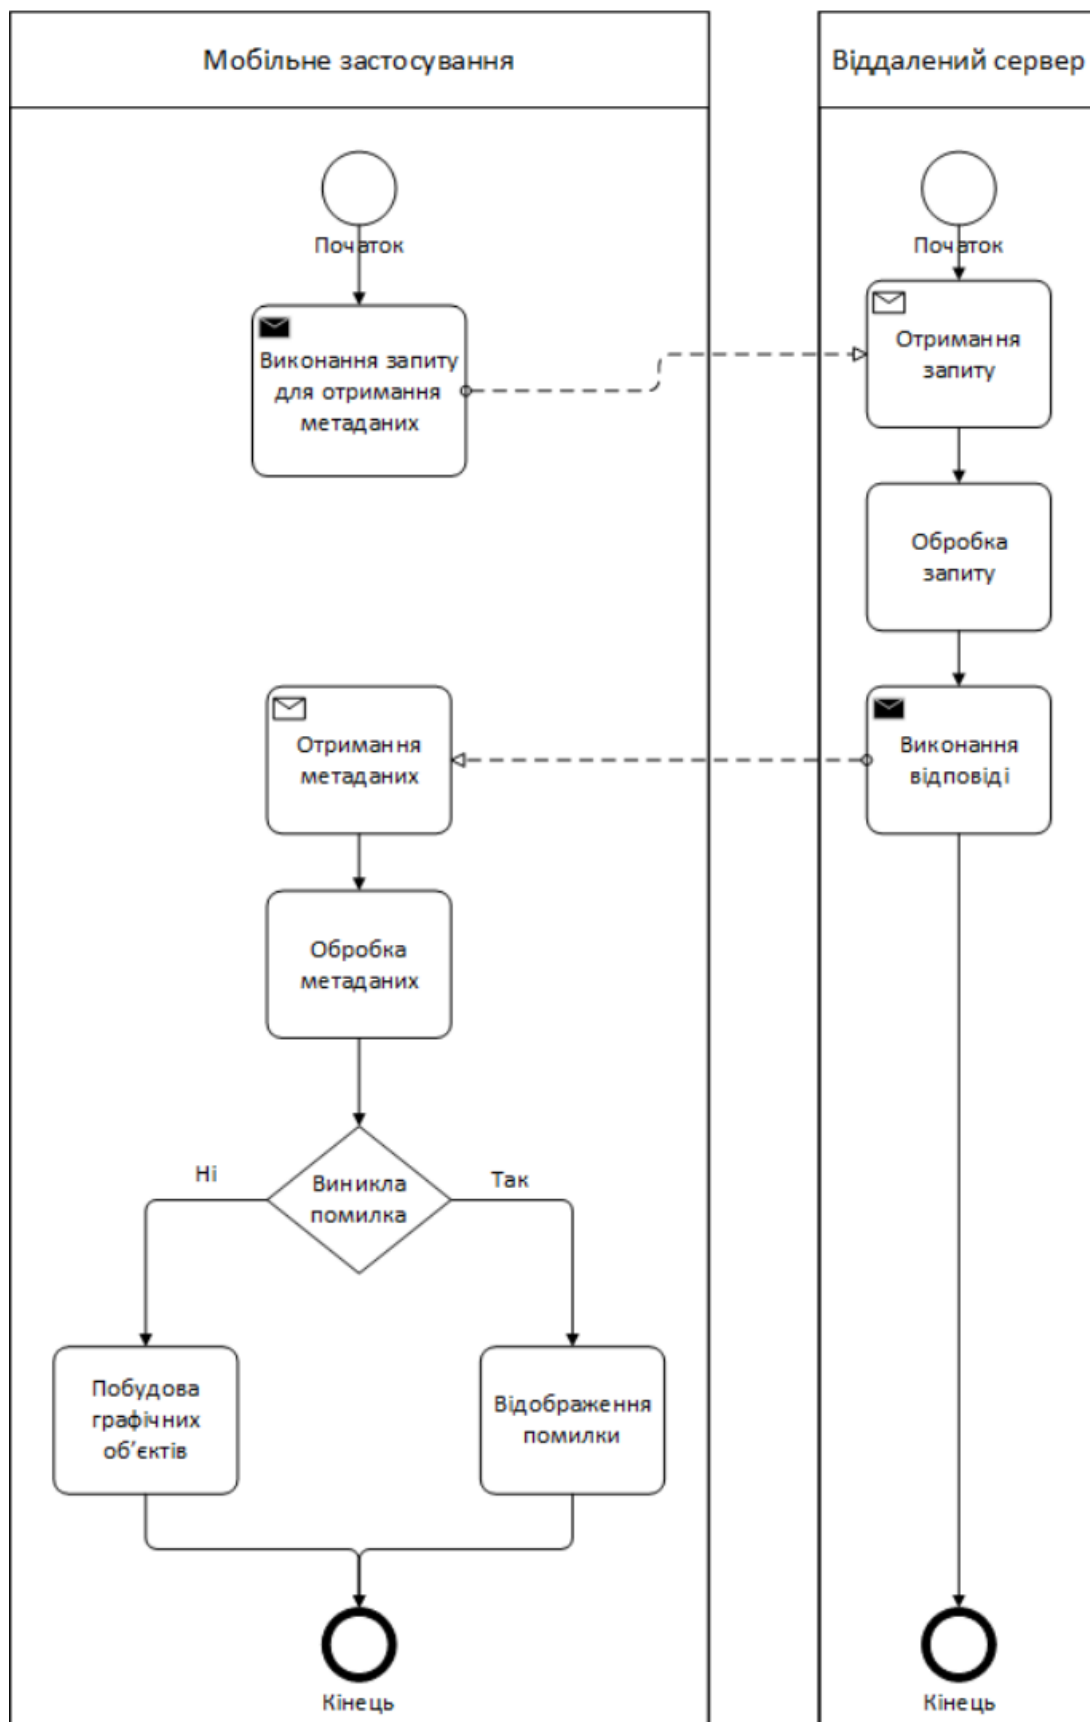 Мобільне застосування
Віддалений сервер
Початок
Початок
Виконання запиту
для отримання
метаданих
Отримання
запиту
Обробка
запиту
Отримання
метаданих
Виконання
відповіді
Обробка
метаданих
Ні
Виникла
помилка
Так
Побудова
графічних
об’єктів
Відображення
помилки
Кінець
Кінець